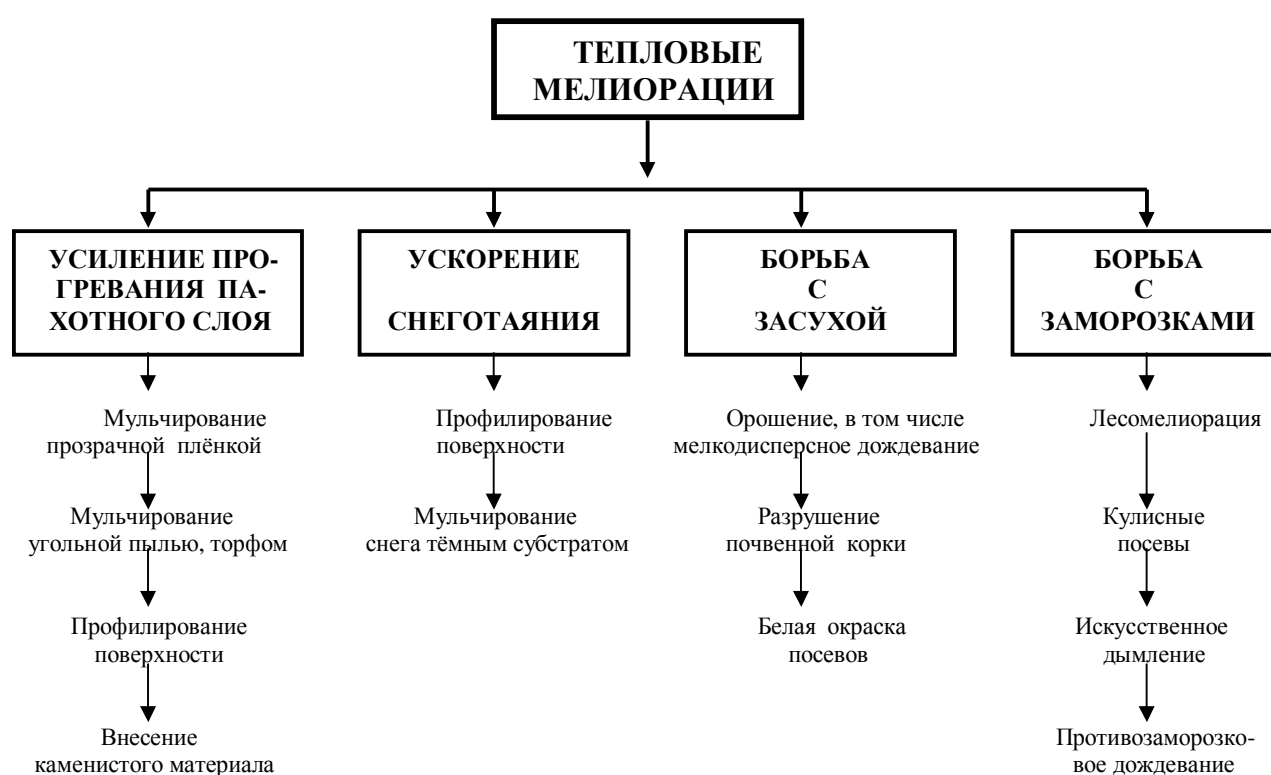 ТЕПЛОВЫЕ
МЕЛИОРАЦИИ
УСИЛЕНИЕ ПРО-
ГРЕВАНИЯ ПА-
ХОТНОГО СЛОЯ
Мульчирование
прозрачной плёнкой
Мульчирование
угольной пылью, торфом
Профилирование
поверхности
Внесение
каменистого материала
УСКОРЕНИЕ
СНЕГОТАЯНИЯ
Профилирование
поверхности
Мульчирование
снега тёмным субстратом
БОРЬБА
С
ЗАСУХОЙ
Орошение, в том числе
мелкодисперсное дождевание
Разрушение
почвенной корки
Белая окраска
посевов
БОРЬБА
С
ЗАМОРОЗКАМИ
Лесомелиорация
Кулисные
посевы
Искусственное
дымление
Противозаморозко-
вое дождевание